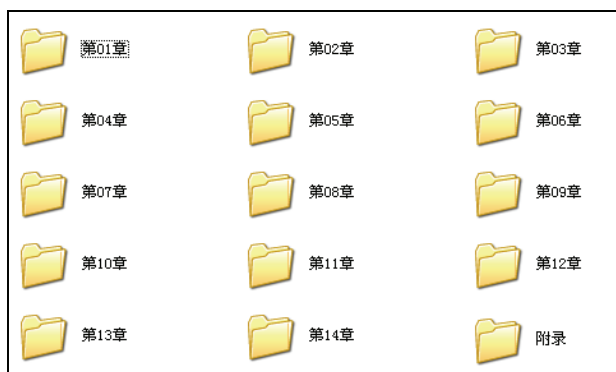 第01章
第02章
第03章
第04章
第05章
第06章
第07章
第08章
第09章
第10章
第11章
第12章
第13章
第14章
附录